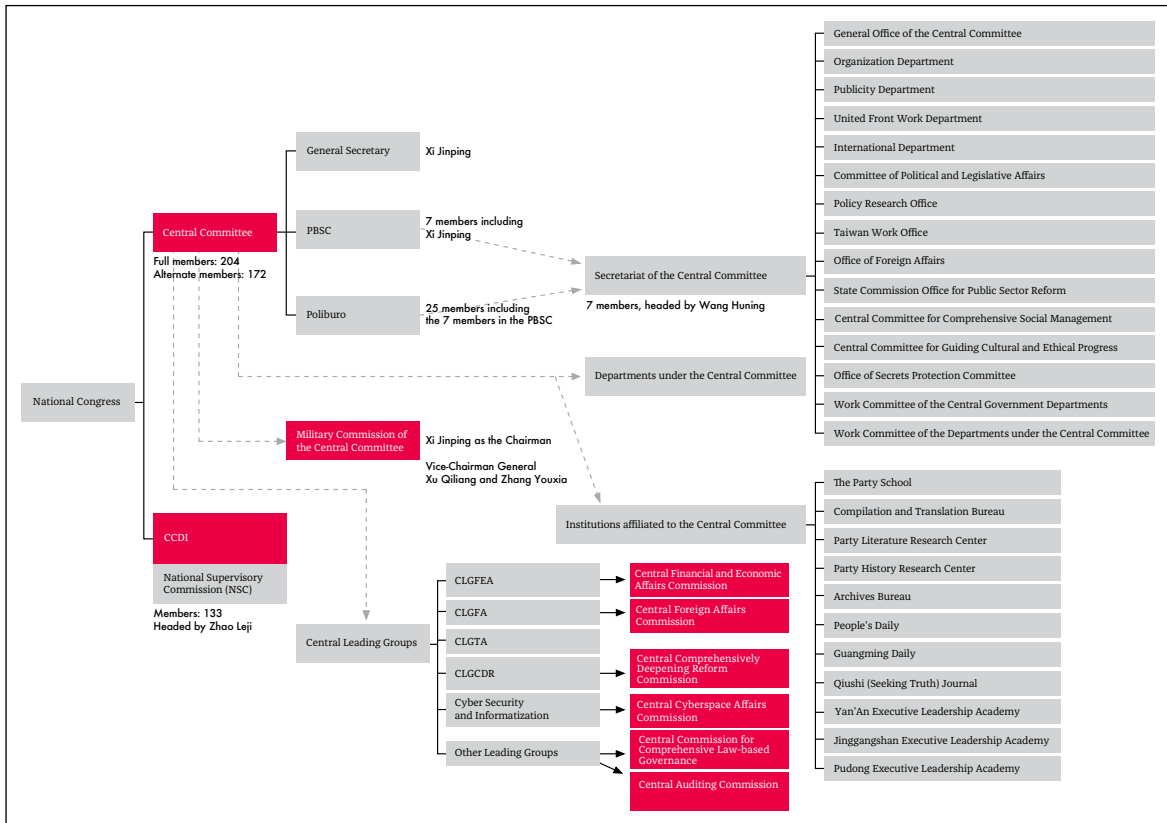 National Congress
Central Committee
Full members: 204
Alternate members: 172
CCDI
National Supervisory
Commission (NSC)
Members: 133
Headed by Zhao Leji
General Secretary
Xi Jinping
PBSC
7 members including
Xi Jinping
Poliburo
25 members including
the 7 members in the PBSC
Military Commission of
the Central Committee
Xi Jinping as the Chairman
Vice-Chairman General
Xu Qiliang and Zhang Youxia
Central Leading Groups
CLGFEA
CLGFA
CLGTA
CLGCDR
Cyber Security
and Informatization
Other Leading Groups
Central Financial and Economic
Affairs Commission
Central Foreign Affairs
Commission
Central Comprehensively
Deepening Reform
Commission
Central Cyberspace Affairs
Commission
Central Commission for
Comprehensive Law-based
Governance
Central Auditing Commission
Secretariat of the Central Committee
7 members, headed by Wang Huning
Departments under the Central Committee
Institutions affiliated to the Central Committee
General Office of the Central Committee
Organization Department
Publicity Department
United Front Work Department
International Department
Committee of Political and Legislative Affairs
Policy Research Office
Taiwan Work Office
Office of Foreign Affairs
State Commission Office for Public Sector Reform
Central Committee for Comprehensive Social Management
Central Committee for Guiding Cultural and Ethical Progress
Office of Secrets Protection Committee
Work Committee of the Central Government Departments
Work Committee of the Departments under the Central Committee
The Party School
Compilation and Translation Bureau
Party Literature Research Center
Party History Research Center
Archives Bureau
People's Daily
Guangming Daily
Qiushi (Seeking Truth) Journal
Yan'An Executive Leadership Academy
Jinggangshan Executive Leadership Academy
Pudong Executive Leadership Academy